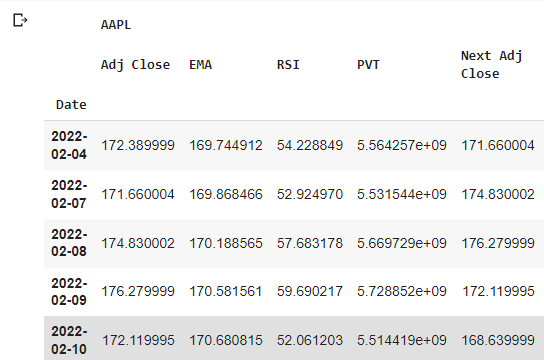 AAPL
Adj Close EMA RSI PVT Next Adj Close
Date
2022-02-04 172.389999 169.744912 54.228849 5.564257e+09 171.660004
2022-02-07 171.660004 169.868466 52.924970 5.531544e+09 174.830002
2022-02-08 174.830002 170.188565 57.683178 5.669729e+09 176.279999
2022-02-09 176.279999 170.581561 59.690217 5.728852e+09 172.119995
2022-02-10 172.119995 170.680815 52.061203 5.514419e+09 168.639999